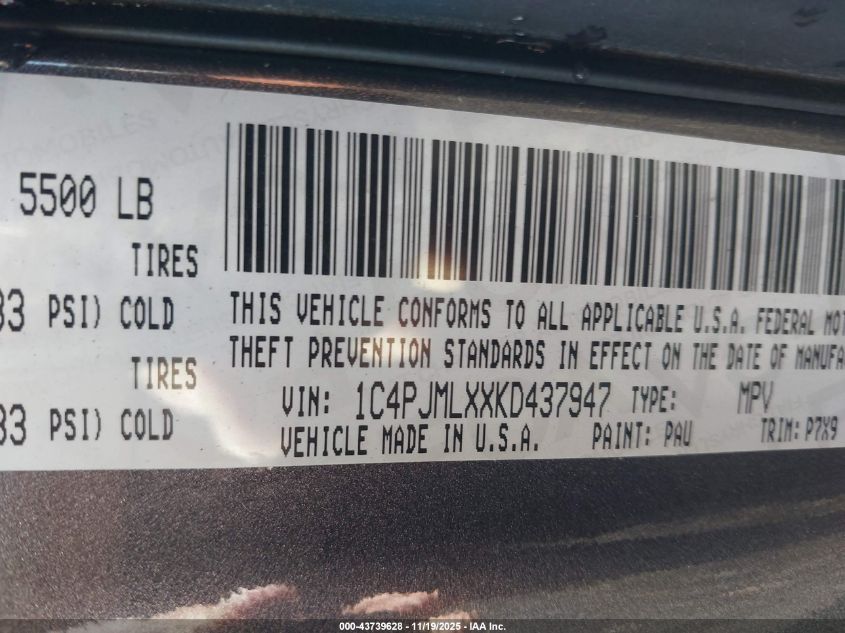 5500 LB
TIRES
33 PSI) COLD
THIS VEHICLE CONFORMS TO ALL APPLICABLE U.S.A. FEDERAL MOT
TIRES
THEFT PREVENTION STANDARDS IN EFFECT ON THE DATE OF MANUFA
33 PSI) COLD
VIN: 1C4PJMLXXKD437947 TYPE: MPV
VEHICLE MADE IN U.S.A. PAINT: PAU TRIM: P7X9
000-43739628 - 11/19/2025 - IAA Inc.